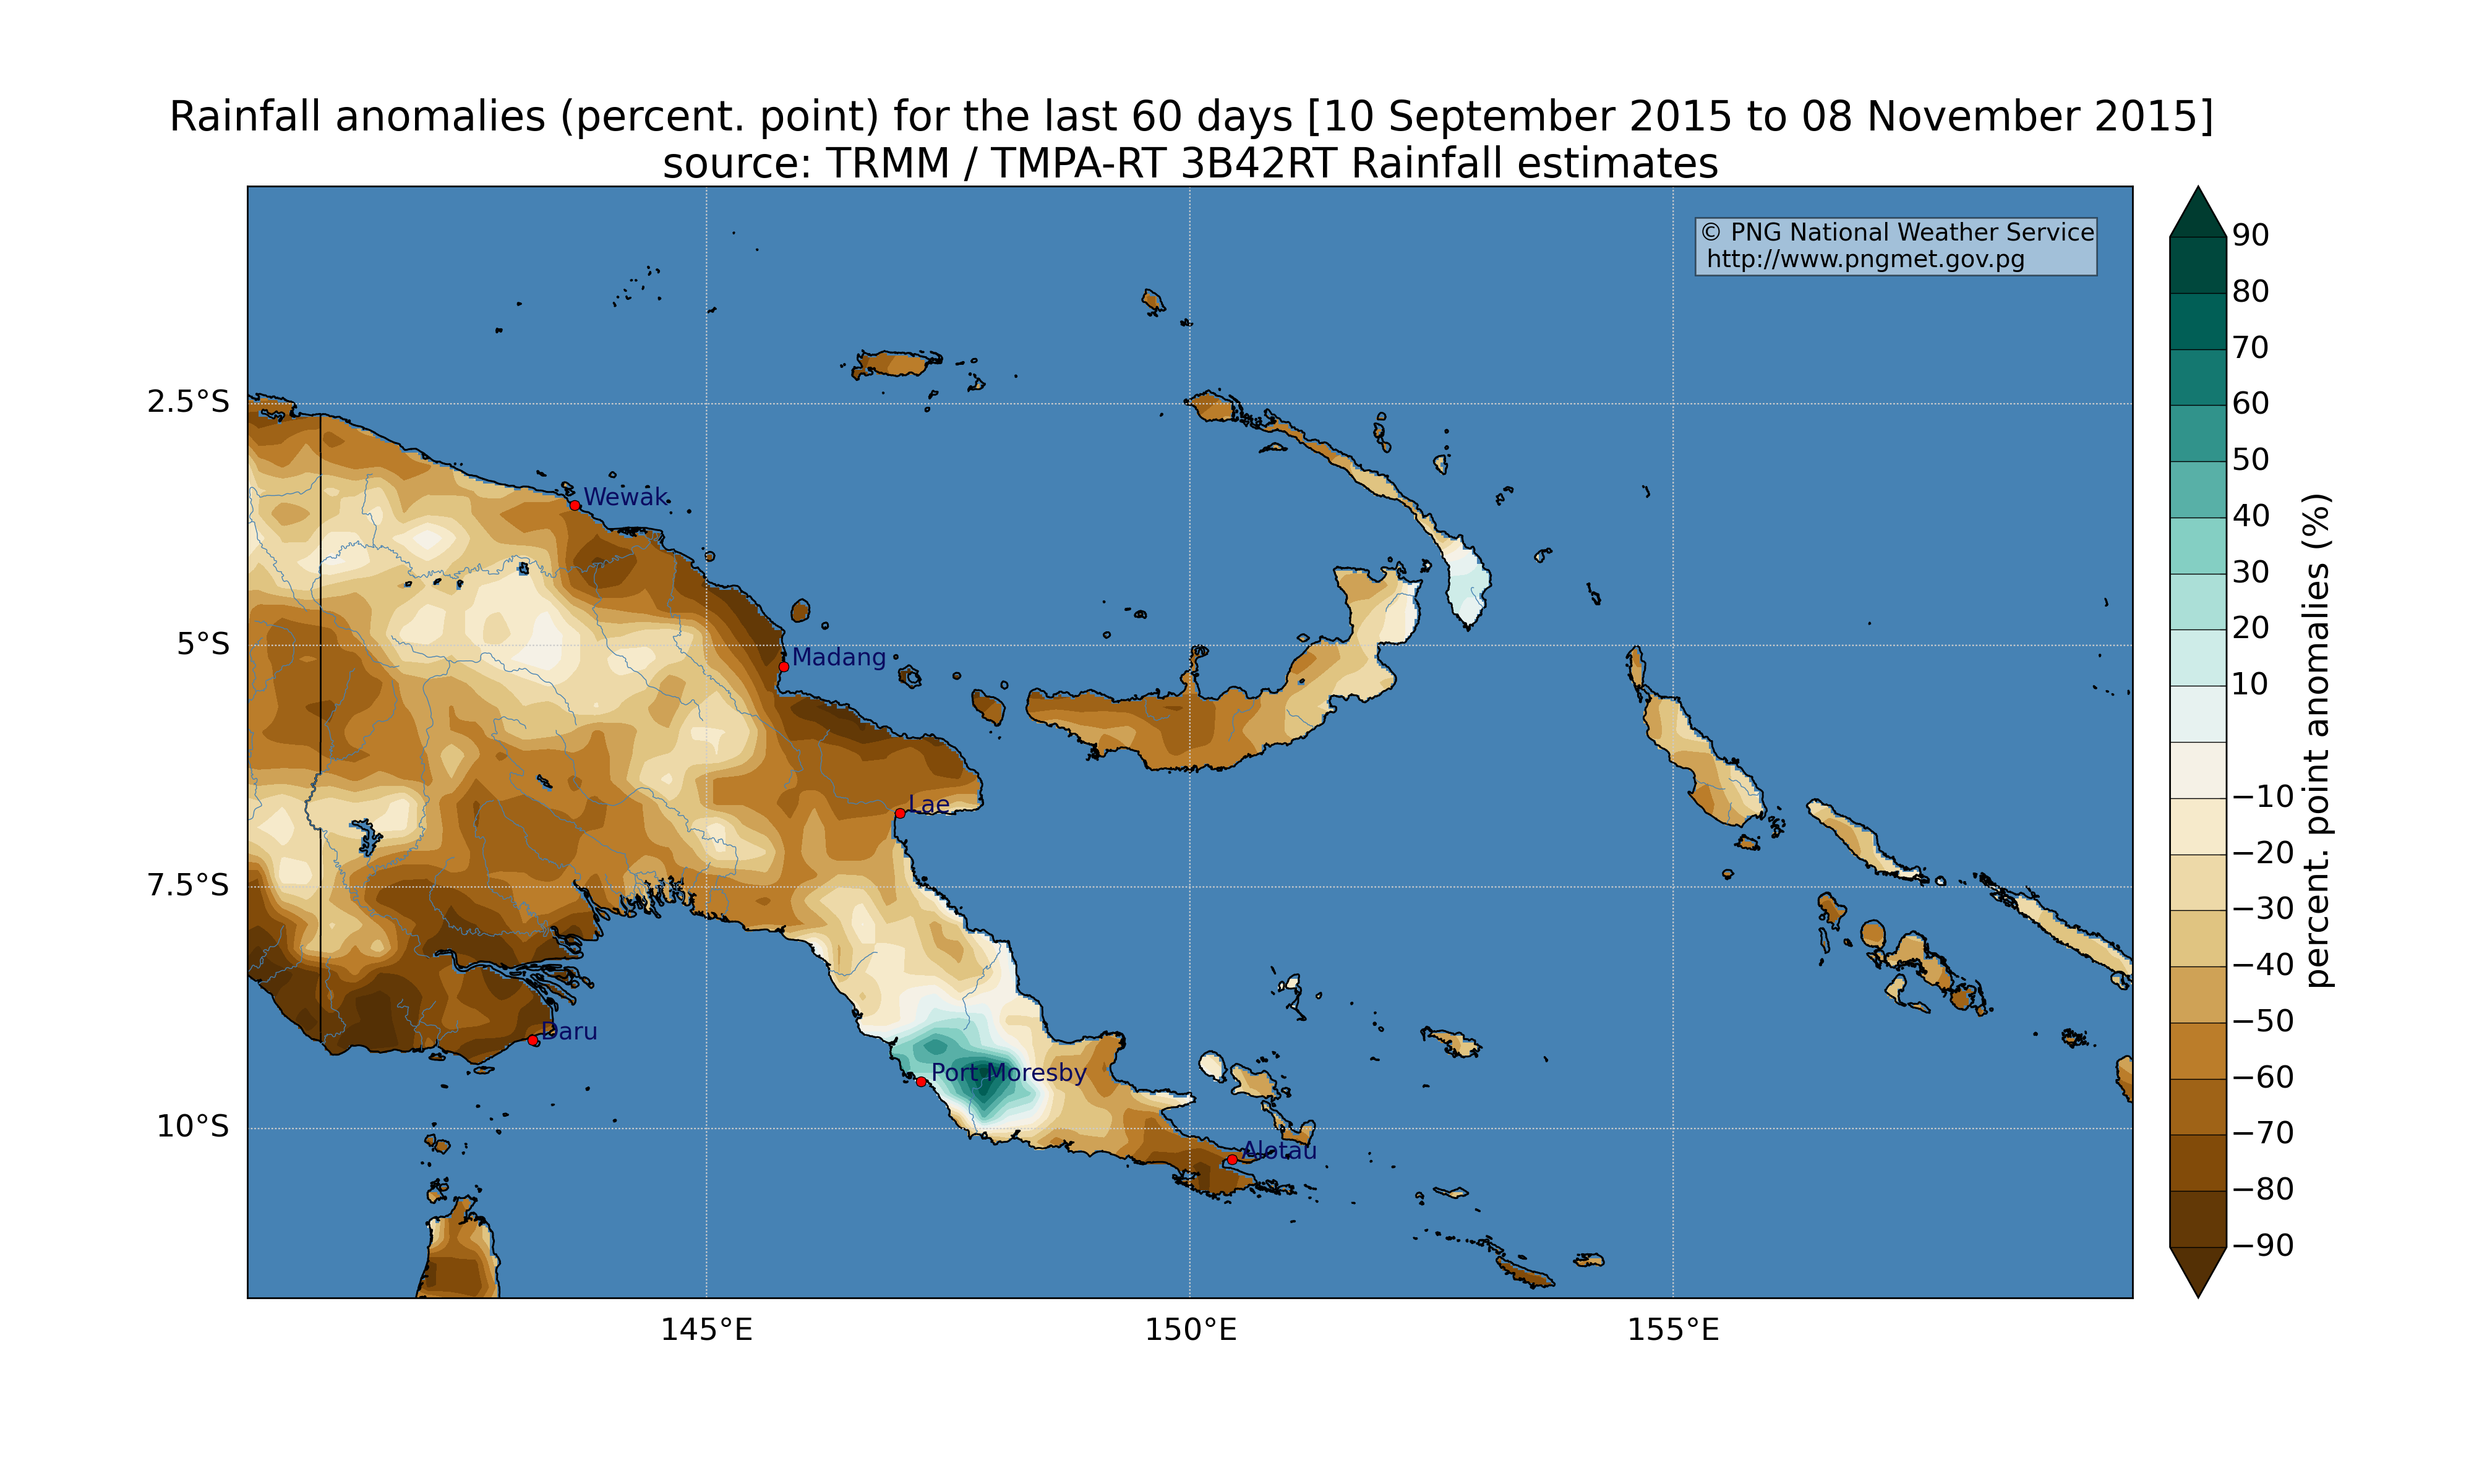 Rainfall anomalies (percent. point) for the last 60 days [10 September 2015 to 08 November 2015]
source: TRMM / TMPA-RT 3B42RT Rainfall estimates
© PNG National Weather Service
http://www.pngmet.gov.pg
2.5°S
5°S
7.5°S
10°S
Wewak
Madang
Lae
Daru
Port Moresby
Alotau
145°E
150°E
155°E
90
80
70
60
50
40
30
20
10
−10
−20
−30
−40
−50
−60
−70
−80
−90
percent. point anomalies (%)